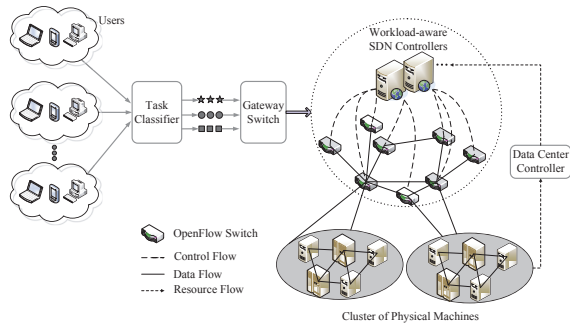 Users
Workload-aware
SDN Controllers
Task
Classifier
Gateway
Switch
Data Center
Controller
OpenFlow Switch
Control Flow
Data Flow
Resource Flow
Cluster of Physical Machines